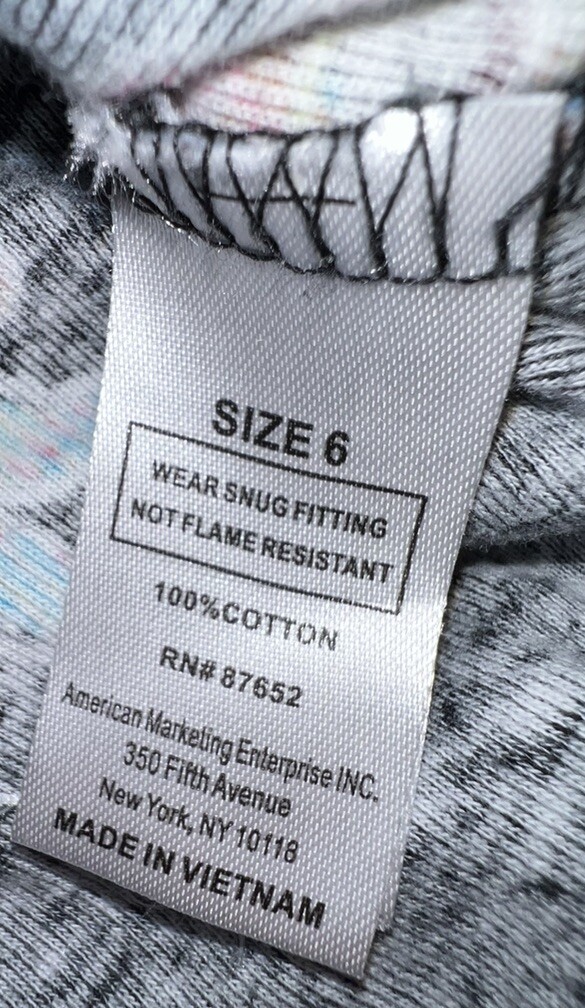 SIZE 6
WEAR SNUG FITTING
NOT FLAME RESISTANT
100%COTTON
RN# 87652
American Marketing Enterprise INC.
350 Fifth Avenue
New York, NY 10118
MADE IN VIETNAM